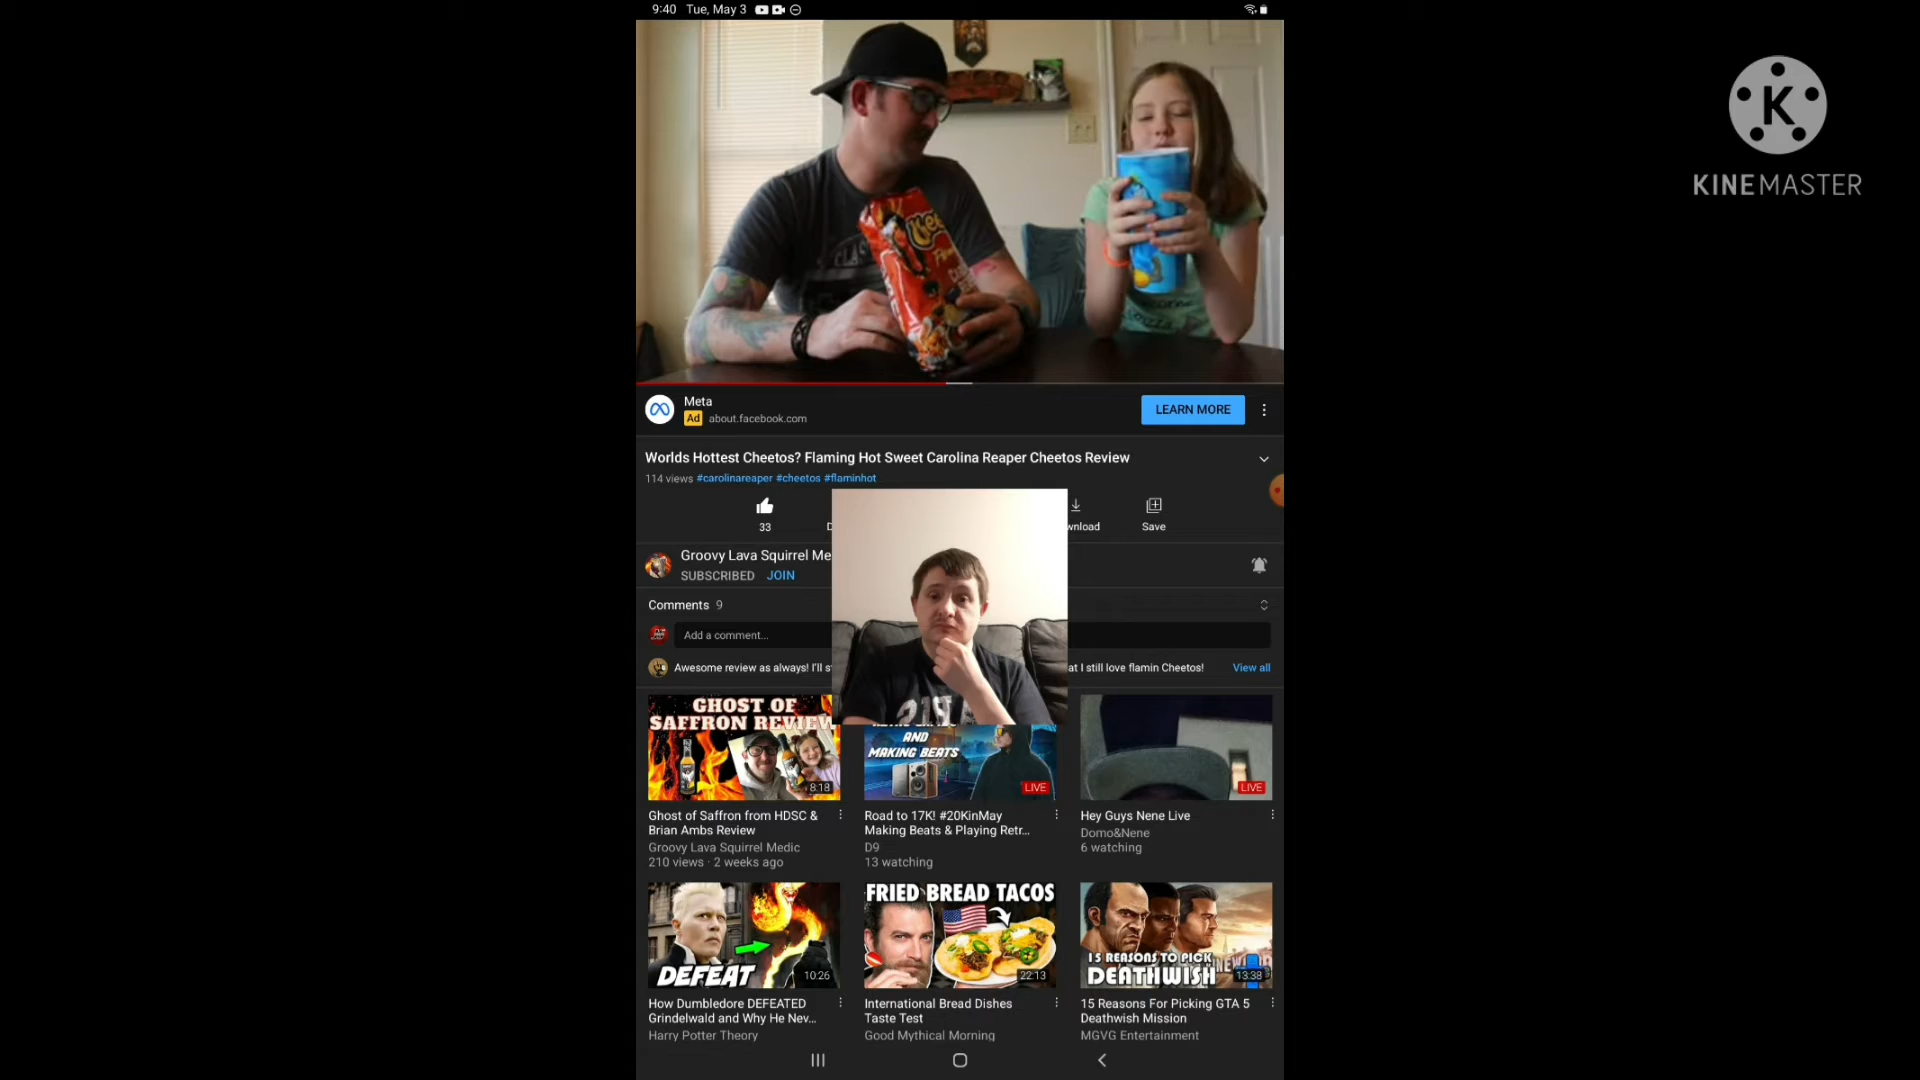 9:40 Tue, May 3
K
KINEMASTER
Meta
Ad about.facebook.com
LEARN MORE
Worlds Hottest Cheetos? Flaming Hot Sweet Carolina Reaper Cheetos Review
114 views #carolinareaper #cheetos #flaminhot
33
D
wnload
Save
Groovy Lava Squirrel Me
SUBSCRIBED JOIN
Comments 9
Add a comment...
Awesome review as always! I'll s
at I still love flamin Cheetos!
View all
GHOST OF
SAFFRON REVIEW
8:18
AND
MAKING BEATS
LIVE
LIVE
Ghost of Saffron from HDSC &
Brian Ambs Review
Groovy Lava Squirrel Medic
210 views · 2 weeks ago
Road to 17K! #20KinMay
Making Beats & Playing Retr...
D9
13 watching
Hey Guys Nene Live
Domo&Nene
6 watching
DEFEAT
10:26
FRIED BREAD TACOS
22:13
15 REASONS TO PICK
DEATHWISH
13:38
How Dumbledore DEFEATED
Grindelwald and Why He Nev...
Harry Potter Theory
International Bread Dishes
Taste Test
Good Mythical Morning
15 Reasons For Picking GTA 5
Deathwish Mission
MGVG Entertainment